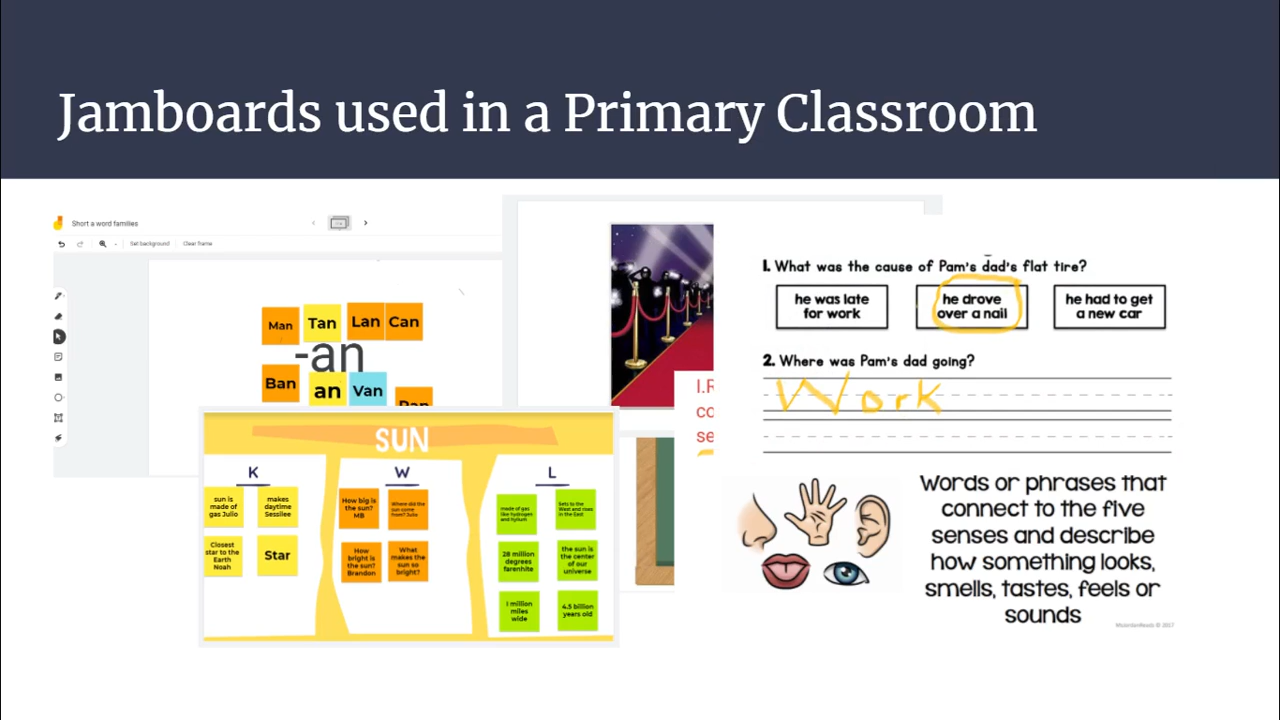 Jamboards used in a Primary Classroom
Short a word families
Set background
Clear frame
Man
Tan
Lan
Can
-an
Ban
an
Van
SUN
K
W
L
sun is
made of
gas Julio
makes
daytime
Sessilee
Closest
star to the
Earth
Noah
Star
How big is
the sun?
MB
Where did the
sun come
from? Julio
How
bright is
the sun?
Brandon
What
makes the
sun so
bright?
made of gas
like hydrogen
and hylium
Sets to the
West and rises
in the East
28 million
degrees
farenhite
the sun is
the center of
our
universe
1 million
miles
wide
4.5 billion
years old
I.R
co
se
1. What was the cause of Pam's dad's flat tire?
he was late
for work
he drove
over a nail
he had to get
a new car
2. Where was Pam's dad going?
Work
Words or phrases that
connect to the five
senses and describe
how something looks,
smells, tastes, feels or
sounds